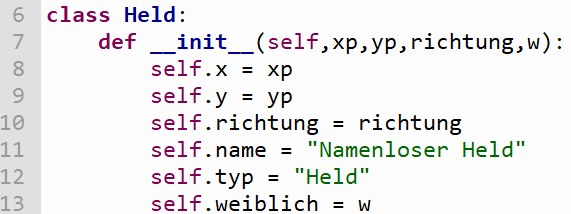 6 class Held:
7     def __init__(self,xp,yp,richtung,w):
8         self.x = xp
9         self.y = yp
10         self.richtung = richtung
11         self.name = "Namenloser Held"
12         self.typ = "Held"
13         self.weiblich = w